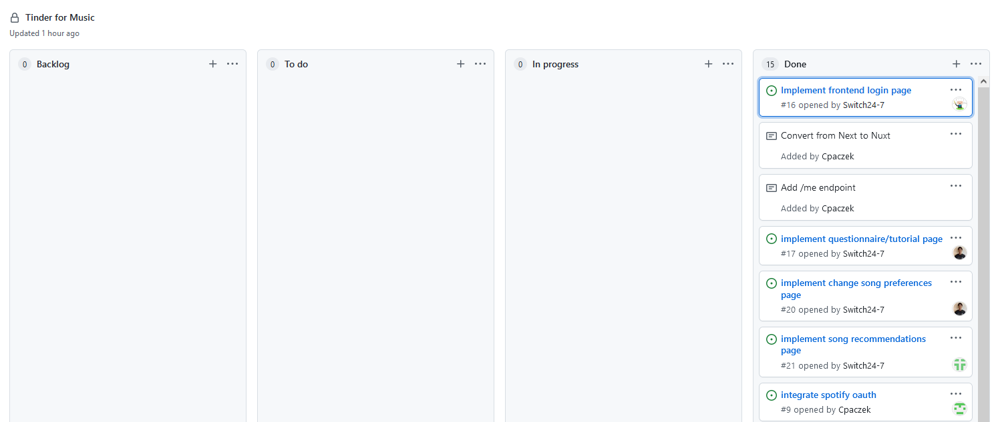 Tinder for Music
Updated 1 hour ago
0 Backlog
0 To do
0 In progress
15 Done
Implement frontend login page
#16 opened by Switch24-7
Convert from Next to Nuxt
Added by Cpaczek
Add /me endpoint
Added by Cpaczek
implement questionnaire/tutorial page
#17 opened by Switch24-7
implement change song preferences
page
#20 opened by Switch24-7
implement song recommendations
page
#21 opened by Switch24-7
integrate spotify oauth
#9 opened by Cpaczek